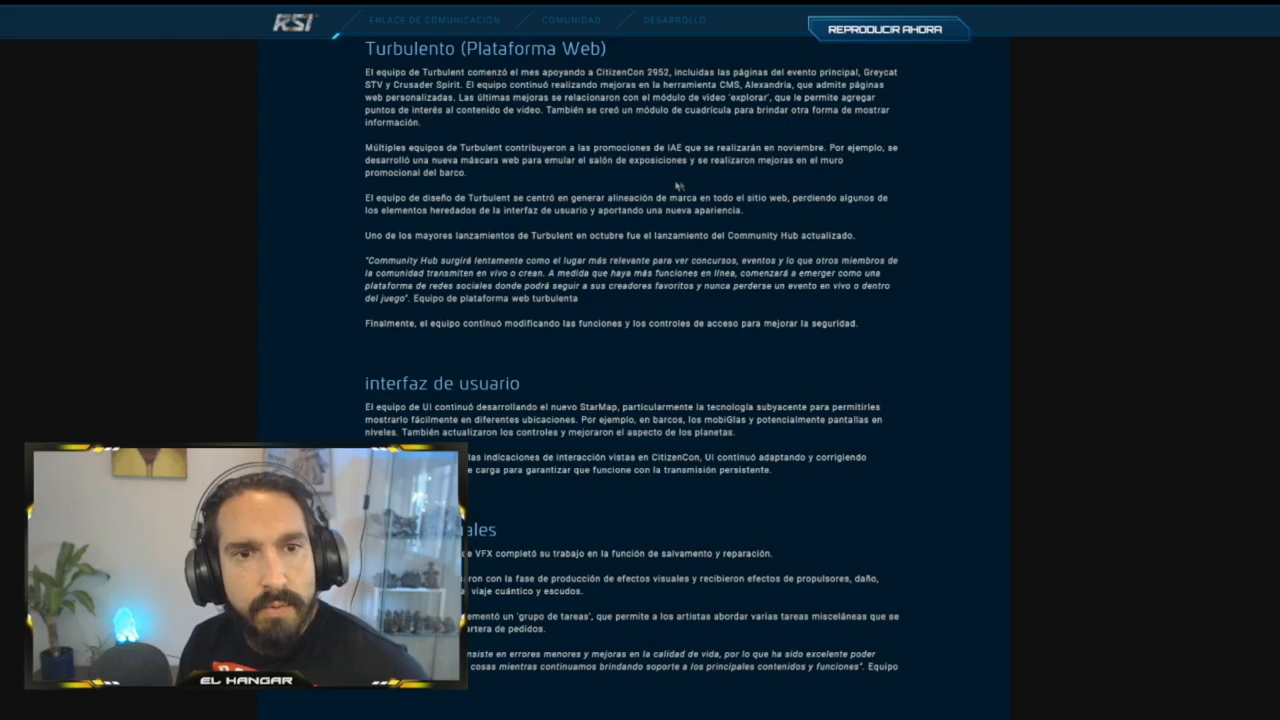 RSI
ENLACE DE COMUNICACIÓN
COMUNIDAD
DESARROLLO
REPRODUCIR AHORA
Turbulento (Plataforma Web)
El equipo de Turbulent comenzó el mes apoyando a CitizenCon 2952, incluidas las páginas del evento principal, Greycat
STV y Crusader Spirit. El equipo continuó realizando mejoras en la herramienta CMS, Alexandria, que admite páginas
web personalizadas. Las últimas mejoras se relacionaron con el módulo de video 'explorar', que le permite agregar
puntos de interés al contenido de video. También se creó un módulo de cuadrícula para brindar otra forma de mostrar
información.
Múltiples equipos de Turbulent contribuyeron a las promociones de IAE que se realizarán en noviembre. Por ejemplo, se
desarrolló una nueva máscara web para emular el salón de exposiciones y se realizaron mejoras en el muro
promocional del barco.
El equipo de diseño de Turbulent se centró en generar alineación de marca en todo el sitio web, perdiendo algunos de
los elementos heredados de la interfaz de usuario y aportando una nueva apariencia.
Uno de los mayores lanzamientos de Turbulent en octubre fue el lanzamiento del Community Hub actualizado.
"Community Hub surgirá lentamente como el lugar más relevante para ver concursos, eventos y lo que otros miembros de
la comunidad transmiten en vivo o crean. A medida que haya más funciones en línea, comenzará a emerger como una
plataforma de redes sociales donde podrá seguir a sus creadores favoritos y nunca perderse un evento en vivo o dentro
del juego". Equipo de plataforma web turbulenta
Finalmente, el equipo continuó modificando las funciones y los controles de acceso para mejorar la seguridad.
interfaz de usuario
El equipo de UI continuó desarrollando el nuevo StarMap, particularmente la tecnología subyacente para permitirles
mostrarlo fácilmente en diferentes ubicaciones. Por ejemplo, en barcos, los mobiGlas y potencialmente pantallas en
niveles. También actualizaron los controles y mejoraron el aspecto de los planetas.
las indicaciones de interacción vistas en CitizenCon, UI continuó adaptando y corrigiendo
e carga para garantizar que funcione con la transmisión persistente.
ales
de VFX completó su trabajo en la función de salvamento y reparación.
aron con la fase de producción de efectos visuales y recibieron efectos de propulsores, daño,
viaje cuántico y escudos.
ementó un 'grupo de tareas', que permite a los artistas abordar varias tareas misceláneas que se
artera de pedidos.
nsiste en errores menores y mejoras en la calidad de vida, por lo que ha sido excelente poder
cosas mientras continuamos brindando soporte a los principales contenidos y funciones". Equipo
EL HANGAR